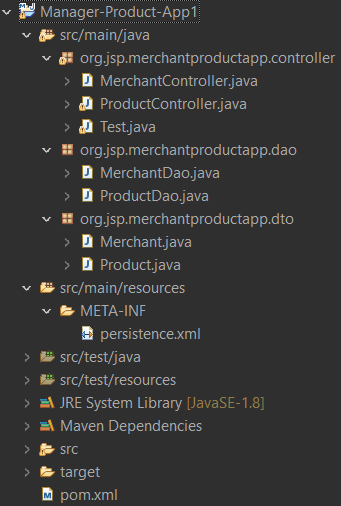 Manager-Product-App1
src/main/java
org.jsp.merchantproductapp.controller
MerchantController.java
ProductController.java
Test.java
org.jsp.merchantproductapp.dao
MerchantDao.java
ProductDao.java
org.jsp.merchantproductapp.dto
Merchant.java
Product.java
src/main/resources
META-INF
persistence.xml
src/test/java
src/test/resources
JRE System Library [JavaSE-1.8]
Maven Dependencies
src
target
pom.xml